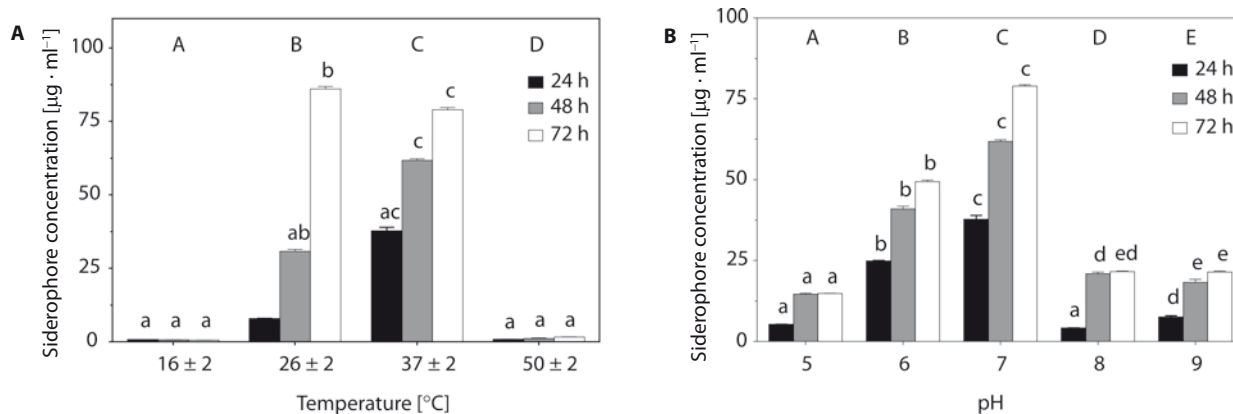 A
Siderophore concentration [µg · ml⁻¹]
100
75
50
25
0
A B C D
24 h
48 h
72 h
a a a
ab b
ac c c
a a a
16 ± 2 26 ± 2 37 ± 2 50 ± 2
Temperature [°C]
B
Siderophore concentration [µg · ml⁻¹]
100
75
50
25
0
A B C D E
24 h
48 h
72 h
a a a
b b b
c c c
a d ed
d e e
5 6 7 8 9
pH